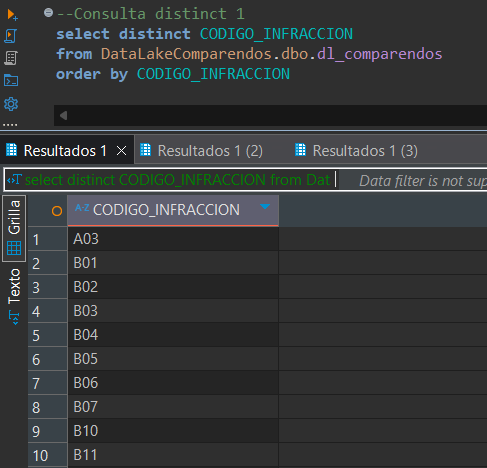 --Consulta distinct 1
select distinct CODIGO_INFRACCION
from DataLakeComparendos.dbo.dl_comparendos
order by CODIGO_INFRACCION
Resultados 1
Resultados 1 (2)
Resultados 1 (3)
select distinct CODIGO_INFRACCION from Dat
Data filter is not sup
Grilla
Texto
A-Z CODIGO_INFRACCION
1 A03
2 B01
3 B02
4 B03
5 B04
6 B05
7 B06
8 B07
9 B10
10 B11